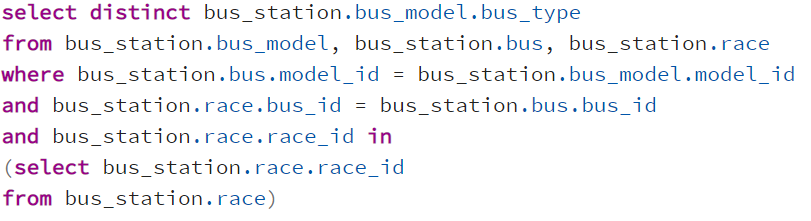 select distinct bus_station.bus_model.bus_type
from bus_station.bus_model, bus_station.bus, bus_station.race
where bus_station.bus.model_id = bus_station.bus_model.model_id
and bus_station.race.bus_id = bus_station.bus.bus_id
and bus_station.race.race_id in
(select bus_station.race.race_id
from bus_station.race)